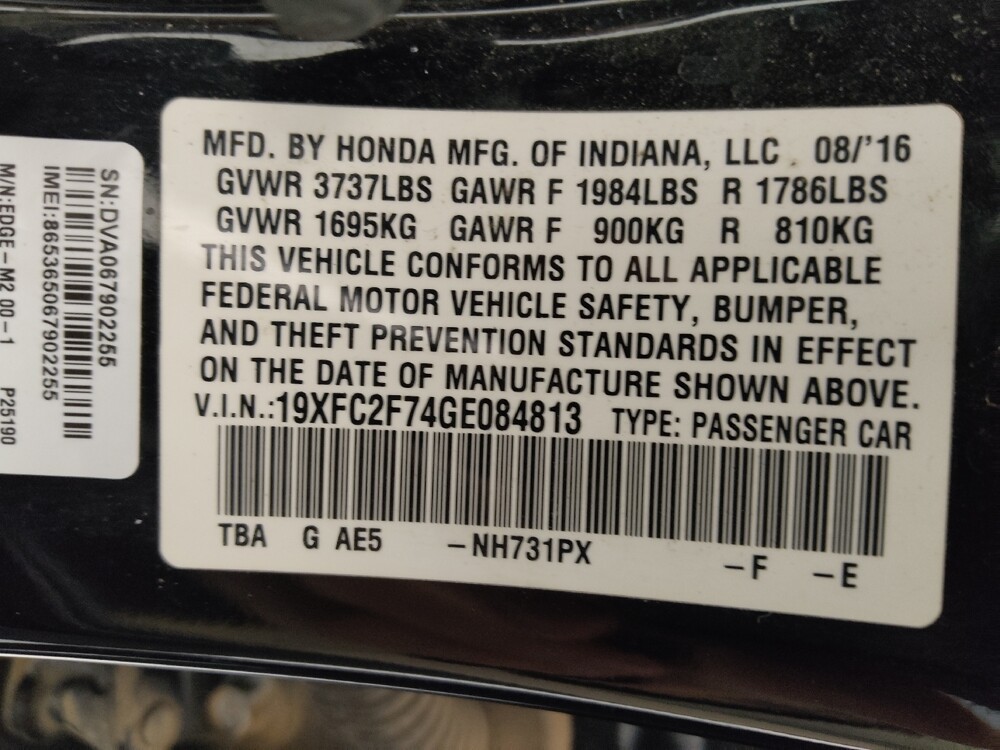 MFD. BY HONDA MFG. OF INDIANA, LLC. 08/'16
GVWR 3737LBS GAWR F 1984LBS R 1786LBS
GVWR 1695KG GAWR F 900KG R 810KG
THIS VEHICLE CONFORMS TO ALL APPLICABLE
FEDERAL MOTOR VEHICLE SAFETY, BUMPER,
AND THEFT PREVENTION STANDARDS IN EFFECT
ON THE DATE OF MANUFACTURE SHOWN ABOVE.
V.I.N.:19XFC2F74GE084813 TYPE: PASSENGER CAR
TBA G AE5 -NH731PX -F -E
SN:DVA067902255
IMEI:865365067902255
M/N:EDGE-M2 00-1 P25190